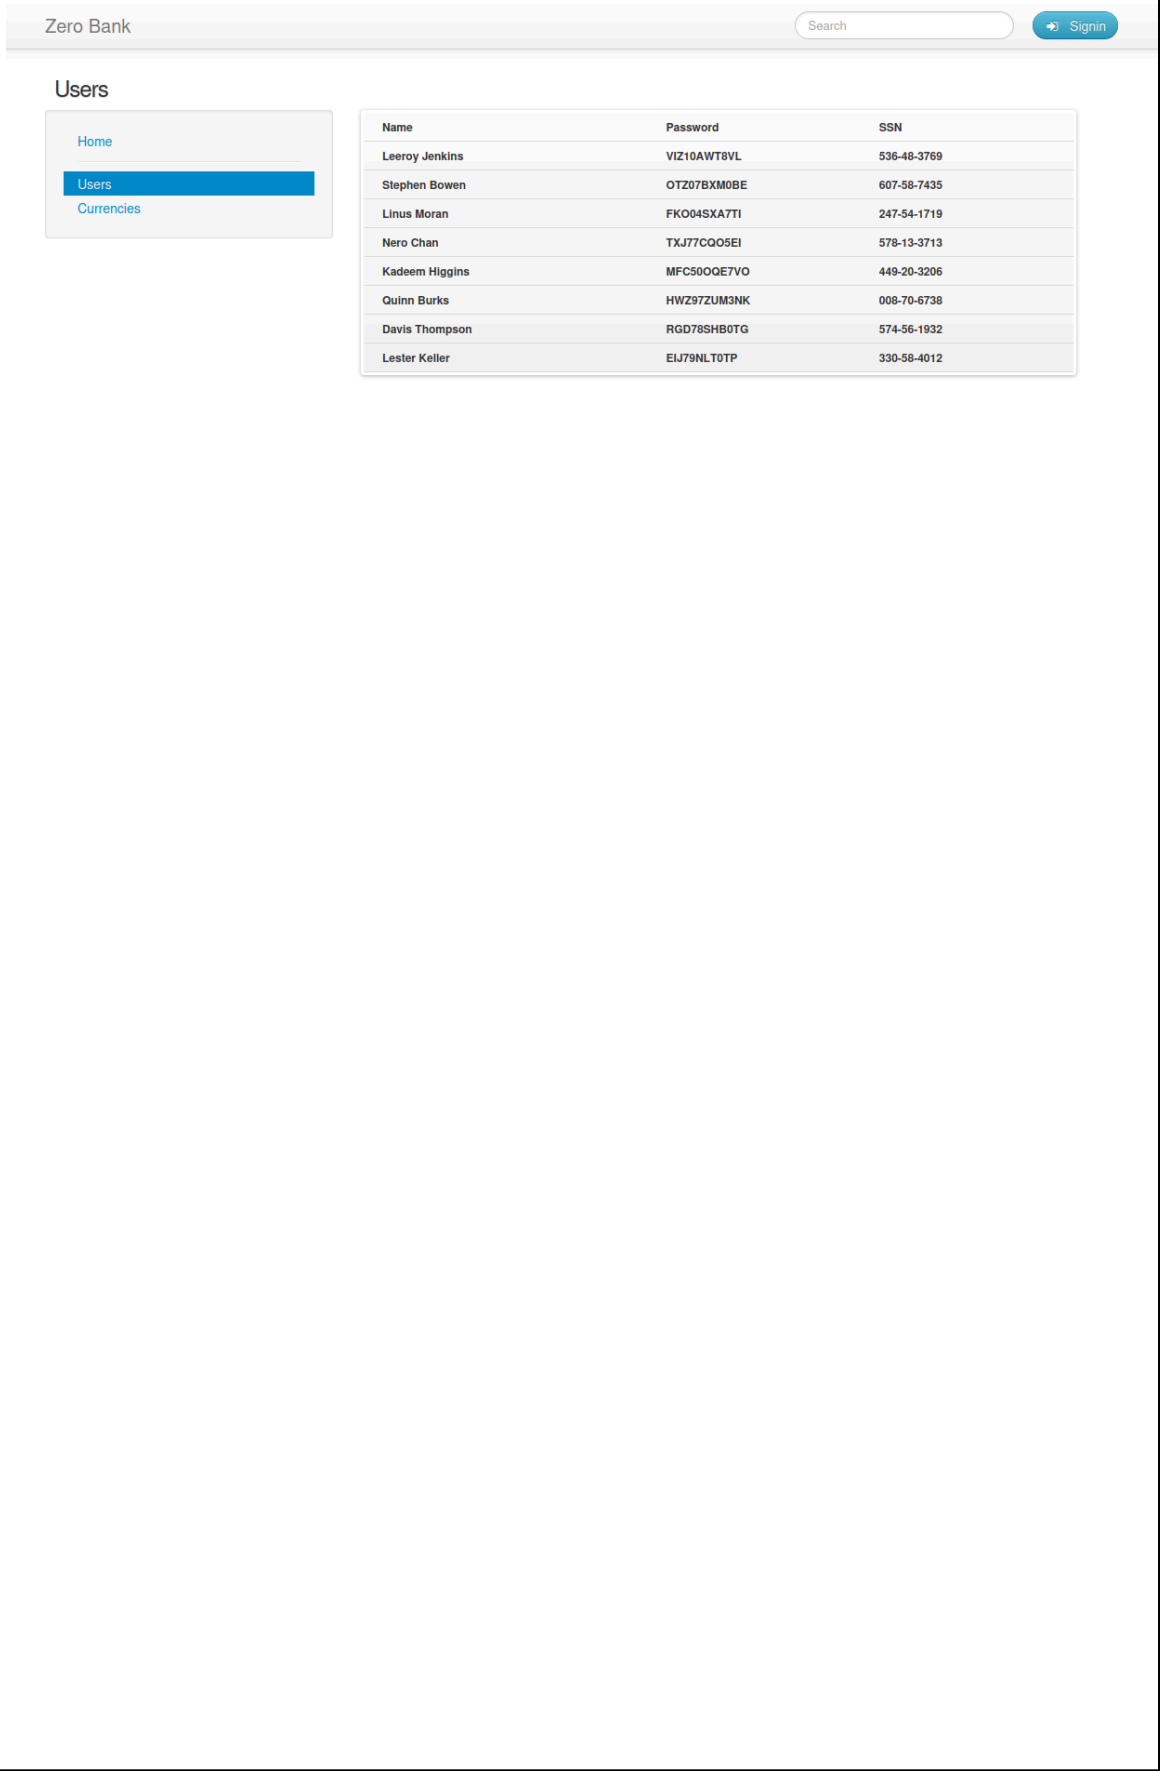 Zero Bank Search Signin
Users
Home
Users
Currencies
Name Password SSN
Leeroy Jenkins VIZ10AWT8VL 536-48-3769
Stephen Bowen OTZ07BXM0BE 607-58-7435
Linus Moran FKO04SXA7TI 247-54-1719
Nero Chan TXJ77CQO5EI 578-13-3713
Kadeem Higgins MFC50OQE7VO 449-20-3206
Quinn Burks HWZ97ZUM3NK 008-70-6738
Davis Thompson RGD78SHB0TG 574-56-1932
Lester Keller EIJ79NLT0TP 330-58-4012